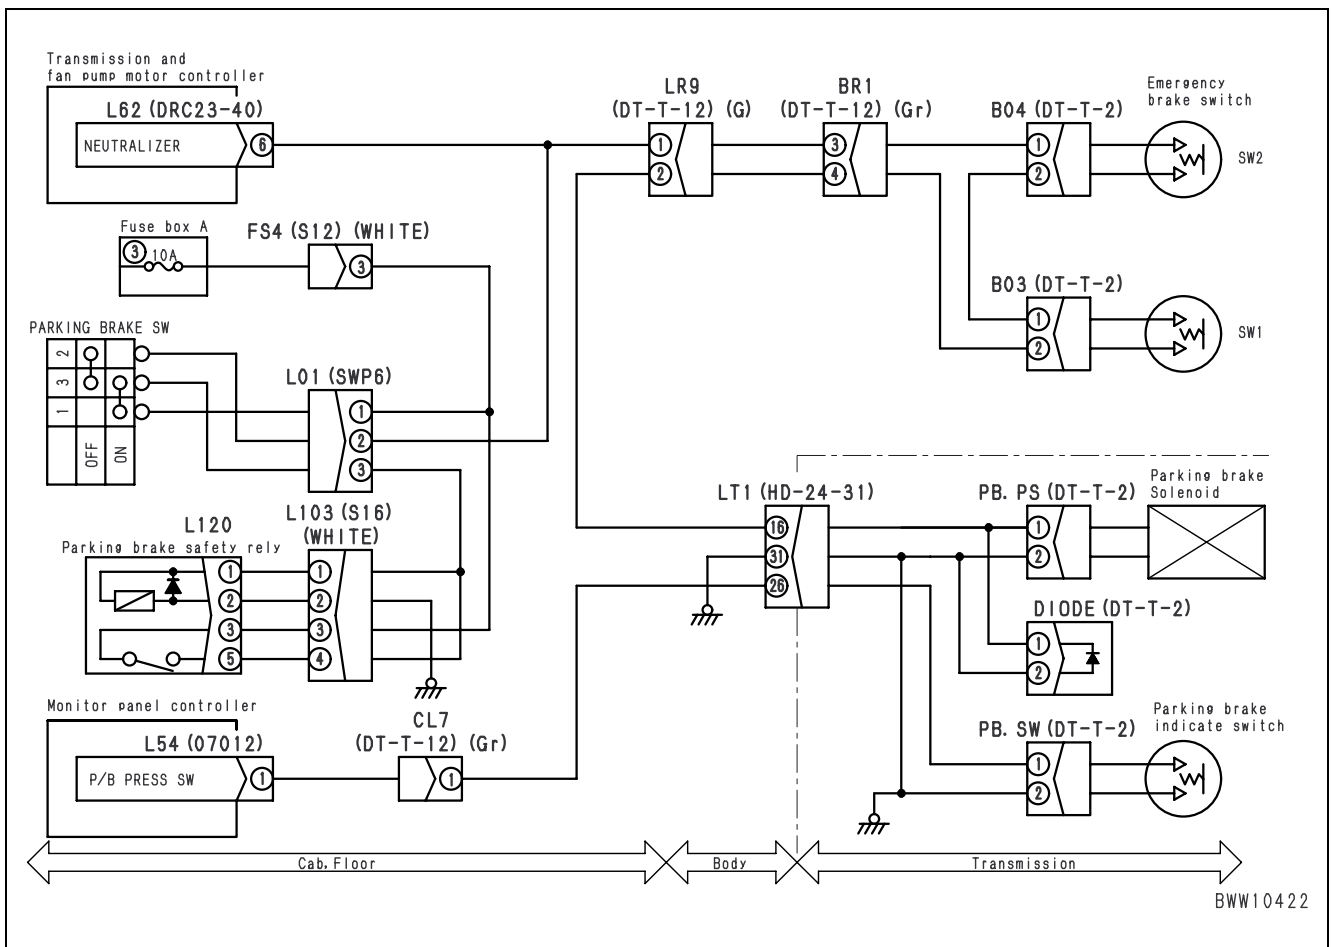 Transmission and
fan pump motor controller
L62 (DRC23-40)
NEUTRALIZER
6
LR9
(DT-T-12) (G)
1
2
BR1
(DT-T-12) (Gr)
3
4
B04 (DT-T-2)
1
2
Emergency
brake switch
SW2
Fuse box A
3
10A
FS4 (S12) (WHITE)
3
B03 (DT-T-2)
1
2
SW1
PARKING BRAKE SW
2
3
1
OFF
ON
L01 (SWP6)
1
2
3
L120
Parking brake safety rely
1
2
3
5
L103 (S16)
(WHITE)
1
2
3
4
LT1 (HD-24-31)
16
31
26
PB. PS (DT-T-2)
1
2
Parking brake
Solenoid
DIODE (DT-T-2)
1
2
Monitor panel controller
L54 (07012)
P/B PRESS SW
1
CL7
(DT-T-12) (Gr)
1
PB. SW (DT-T-2)
1
2
Parking brake
indicate switch
Cab. Floor
Body
Transmission
BWW10422